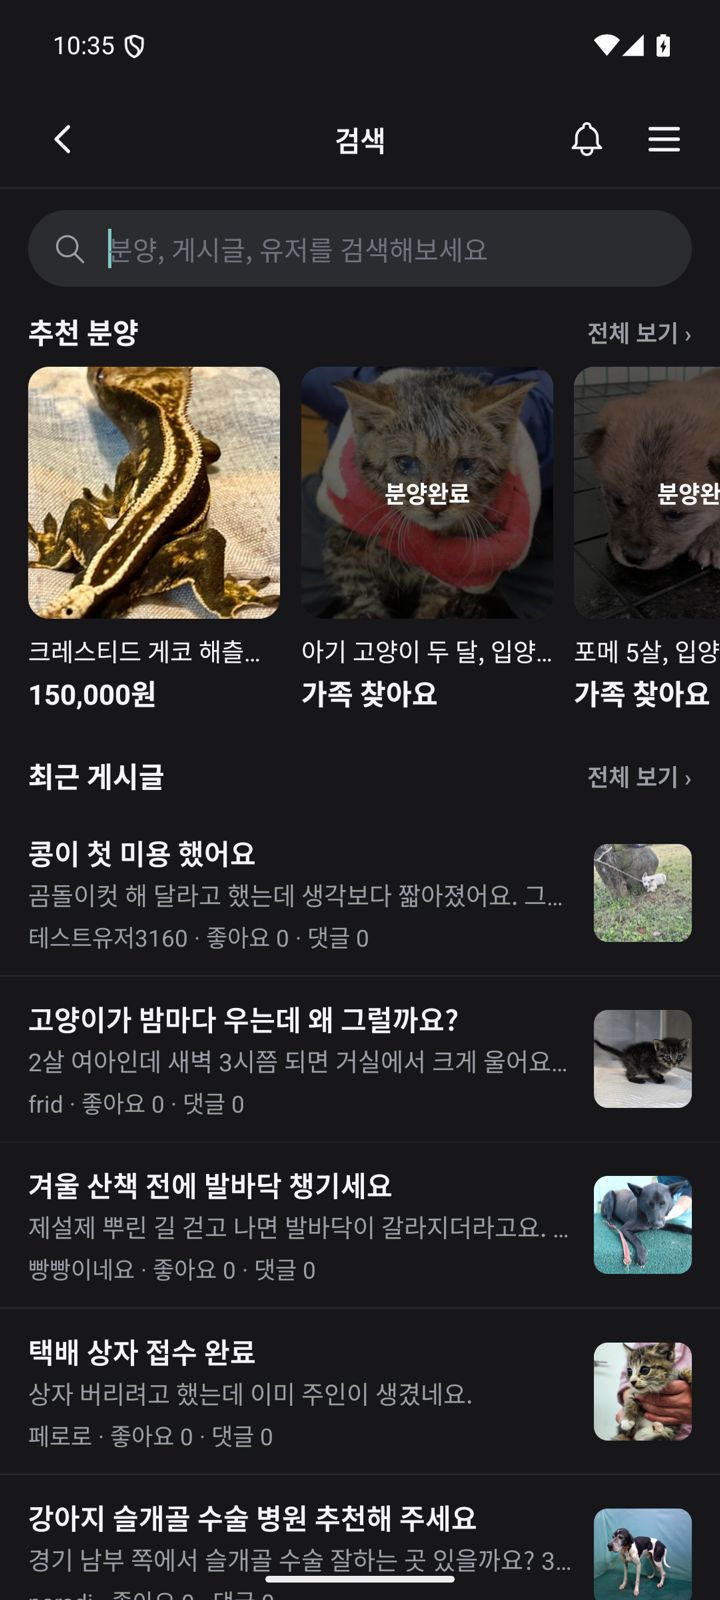 10:35
검색
분양, 게시글, 유저를 검색해보세요
추천 분양
전체 보기 ›
분양완료
분양완
크레스티드 게코 해츨...
아기 고양이 두 달, 입양...
포메 5살, 입양
150,000원
가족 찾아요
가족 찾아요
최근 게시글
전체 보기 ›
콩이 첫 미용 했어요
곰돌이컷 해 달라고 했는데 생각보다 짧아졌어요. 그...
테스트유저3160 · 좋아요 0 · 댓글 0
고양이가 밤마다 우는데 왜 그럴까요?
2살 여아인데 새벽 3시쯤 되면 거실에서 크게 울어요...
frid · 좋아요 0 · 댓글 0
겨울 산책 전에 발바닥 챙기세요
제설제 뿌린 길 걷고 나면 발바닥이 갈라지더라고요. ...
빵빵이네요 · 좋아요 0 · 댓글 0
택배 상자 접수 완료
상자 버리려고 했는데 이미 주인이 생겼네요.
페로로 · 좋아요 0 · 댓글 0
강아지 슬개골 수술 병원 추천해 주세요
경기 남부 쪽에서 슬개골 수술 잘하는 곳 있을까요? 3...
좋아요 0 · 댓글 0